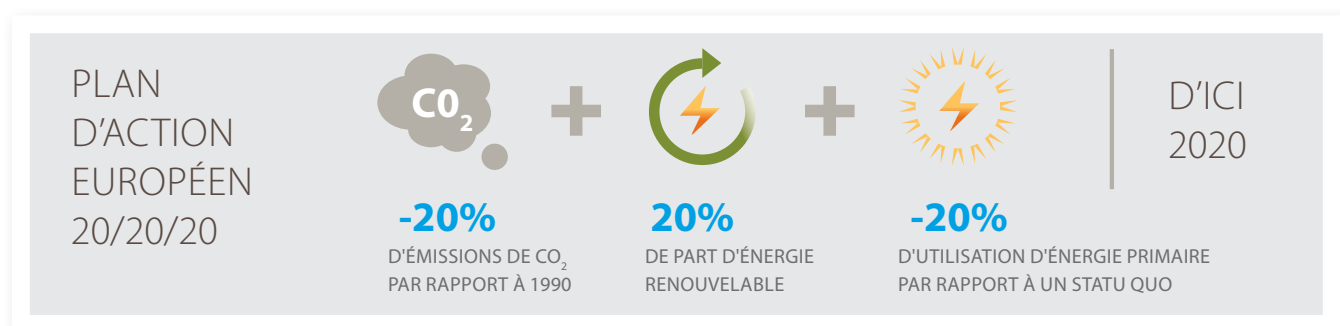 PLAN
D’ACTION
EUROPÉEN
20/20/20
C0₂
-20%
D'ÉMISSIONS DE CO₂
PAR RAPPORT À 1990
20%
DE PART D'ÉNERGIE
RENOUVELABLE
-20%
D'UTILISATION D'ÉNERGIE PRIMAIRE
PAR RAPPORT À UN STATU QUO
D’ICI
2020